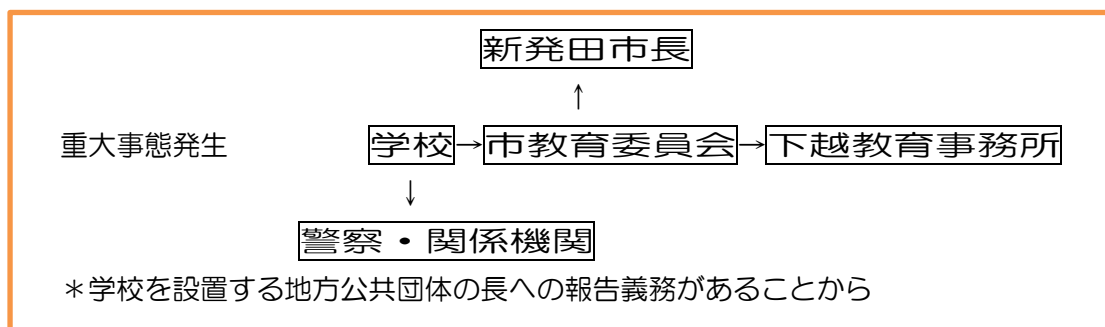 新発田市長
↑
重大事態発生 学校→市教育委員会→下越教育事務所
↓
警察・関係機関
＊学校を設置する地方公共団体の長への報告義務があることから